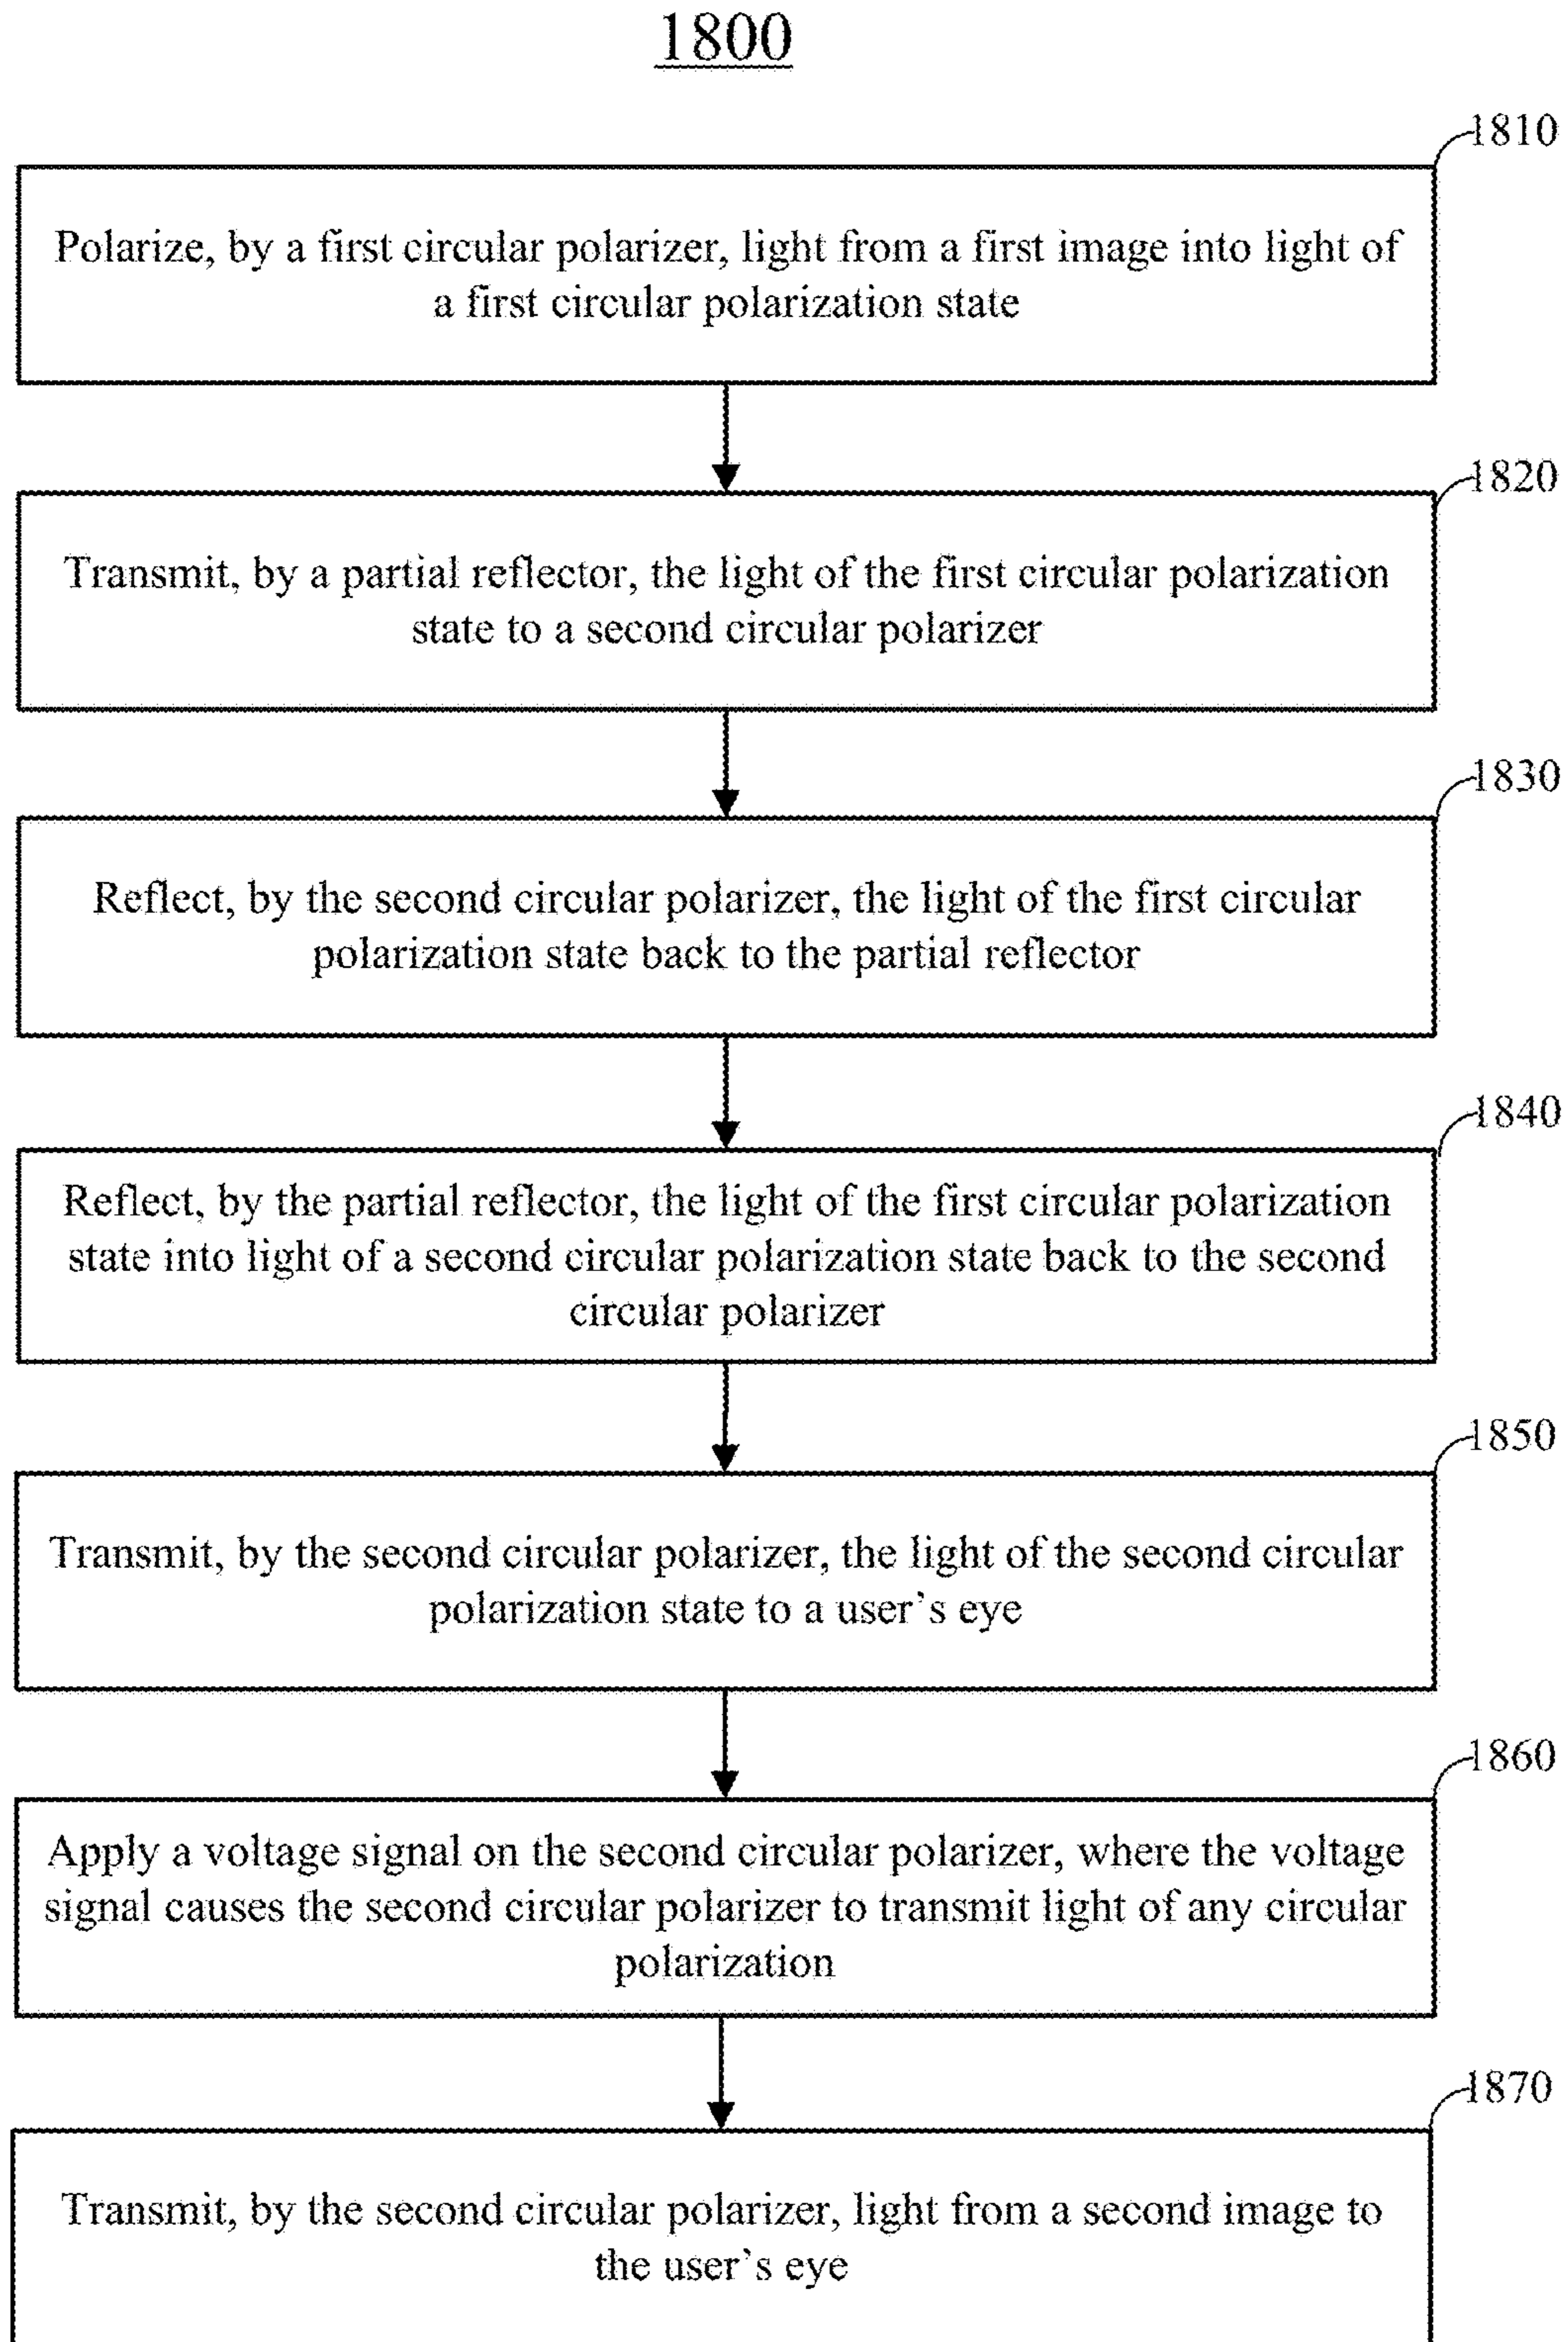 1800
1810
Polarize, by a first circular polarizer, light from a first image into light of
a first circular polarization state
1820
Transmit, by a partial reflector, the light of the first circular polarization
state to a second circular polarizer
1830
Reflect, by the second circular polarizer, the light of the first circular
polarization state back to the partial reflector
1840
Reflect, by the partial reflector, the light of the first circular polarization
state into light of a second circular polarization state back to the second
circular polarizer
1850
Transmit, by the second circular polarizer, the light of the second circular
polarization state to a user's eye
1860
Apply a voltage signal on the second circular polarizer, where the voltage
signal causes the second circular polarizer to transmit light of any circular
polarization
1870
Transmit, by the second circular polarizer, light from a second image to
the user's eye